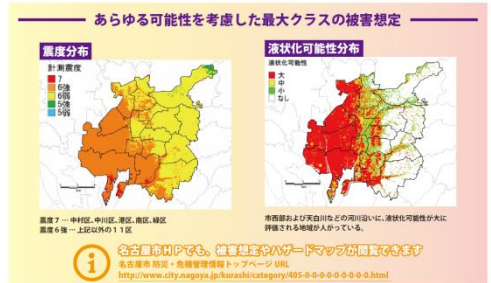 あらゆる可能性を考慮した最大クラスの被害想定
震度分布
計測震度
7
6強
6弱
5強
5弱
震度7 … 中村区、中川区、港区、南区、緑区
震度6強 … 上記以外の11区
液状化可能性分布
液状化可能性
大
中
小
なし
市西部および天白川などの河川沿いに、液状化可能性が大に
評価される地域が広がっている。
名古屋市HPでも、被害想定やハザードマップが閲覧できます
名古屋市 防災・危機管理情報トップページ URL
http://www.city.nagoya.jp/kurashi/category/405-0-0-0-0-0-0-0-0-0.html